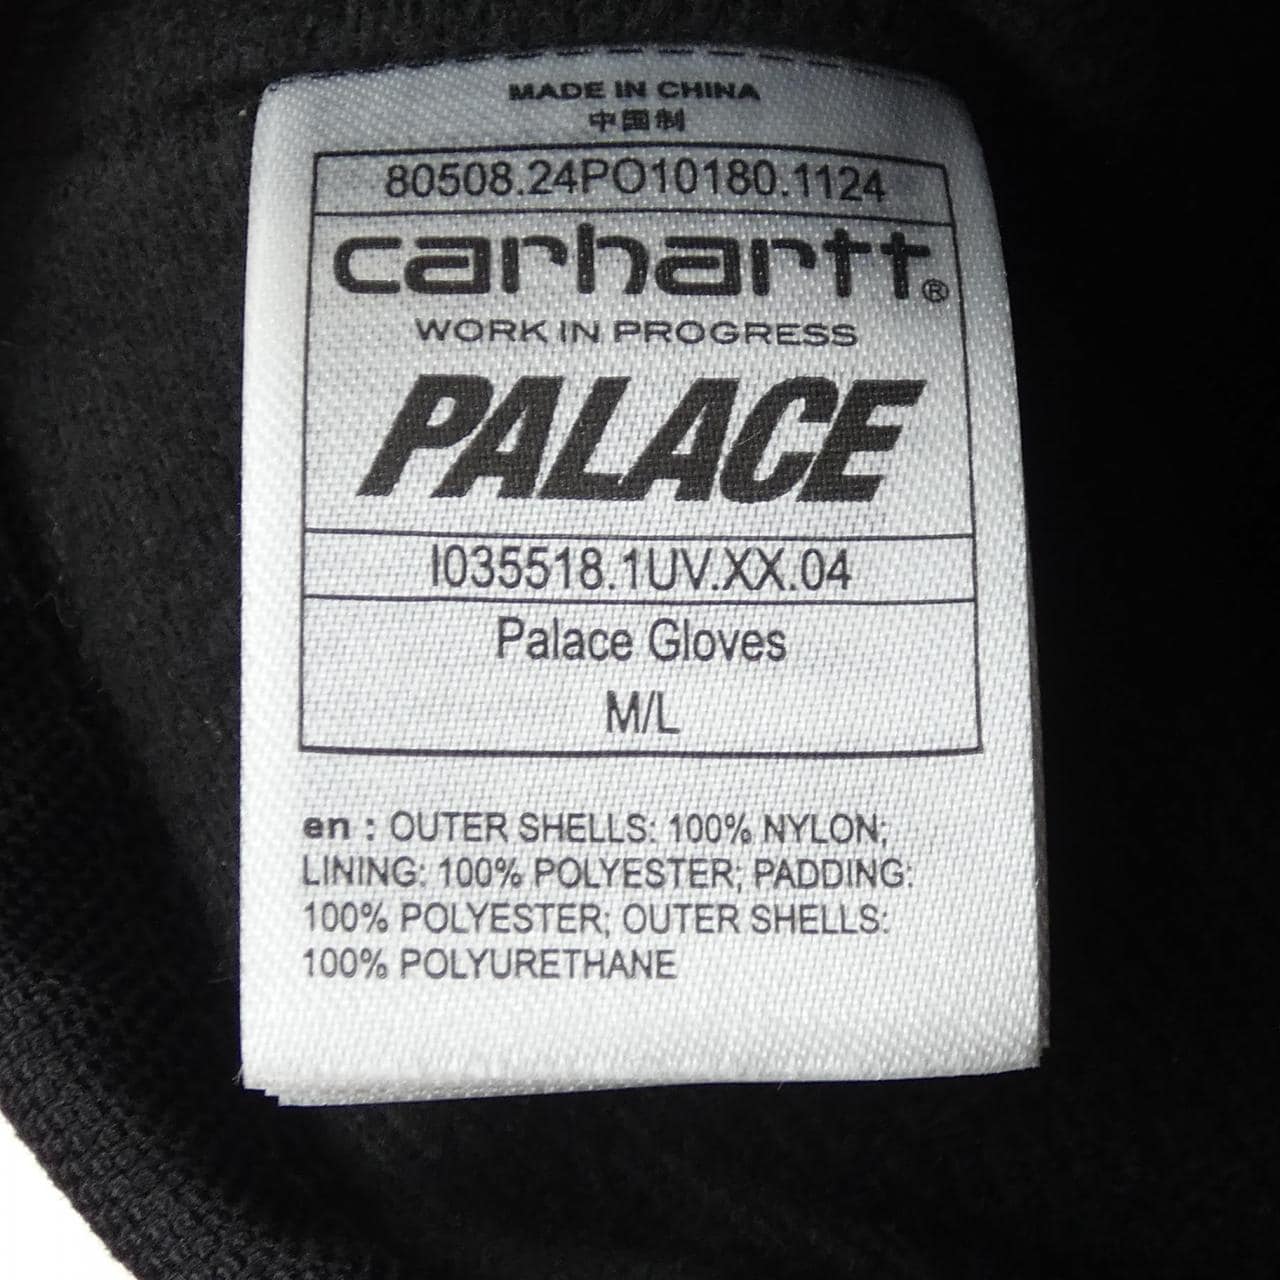 MADE IN CHINA
中国制
80508.24PO10180.1124
carhartt®
WORK IN PROGRESS
PALACE
I035518.1UV.XX.04
Palace Gloves
M/L
en : OUTER SHELLS: 100% NYLON;
LINING: 100% POLYESTER; PADDING:
100% POLYESTER; OUTER SHELLS:
100% POLYURETHANE